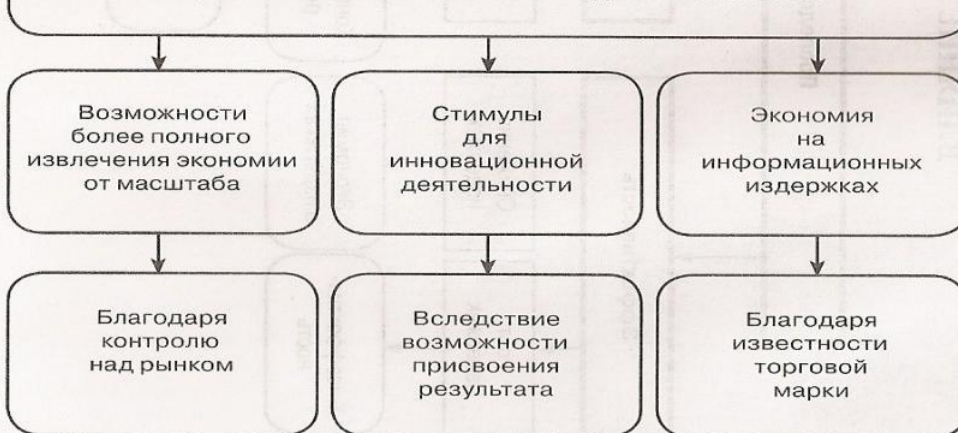 Возможности
более полного
извлечения экономии
от масштаба
Стимулы
для
инновационной
деятельности
Экономия
на
информационных
издержках
Благодаря
контролю
над рынком
Вследствие
возможности
присвоения
результата
Благодаря
известности
торговой
марки